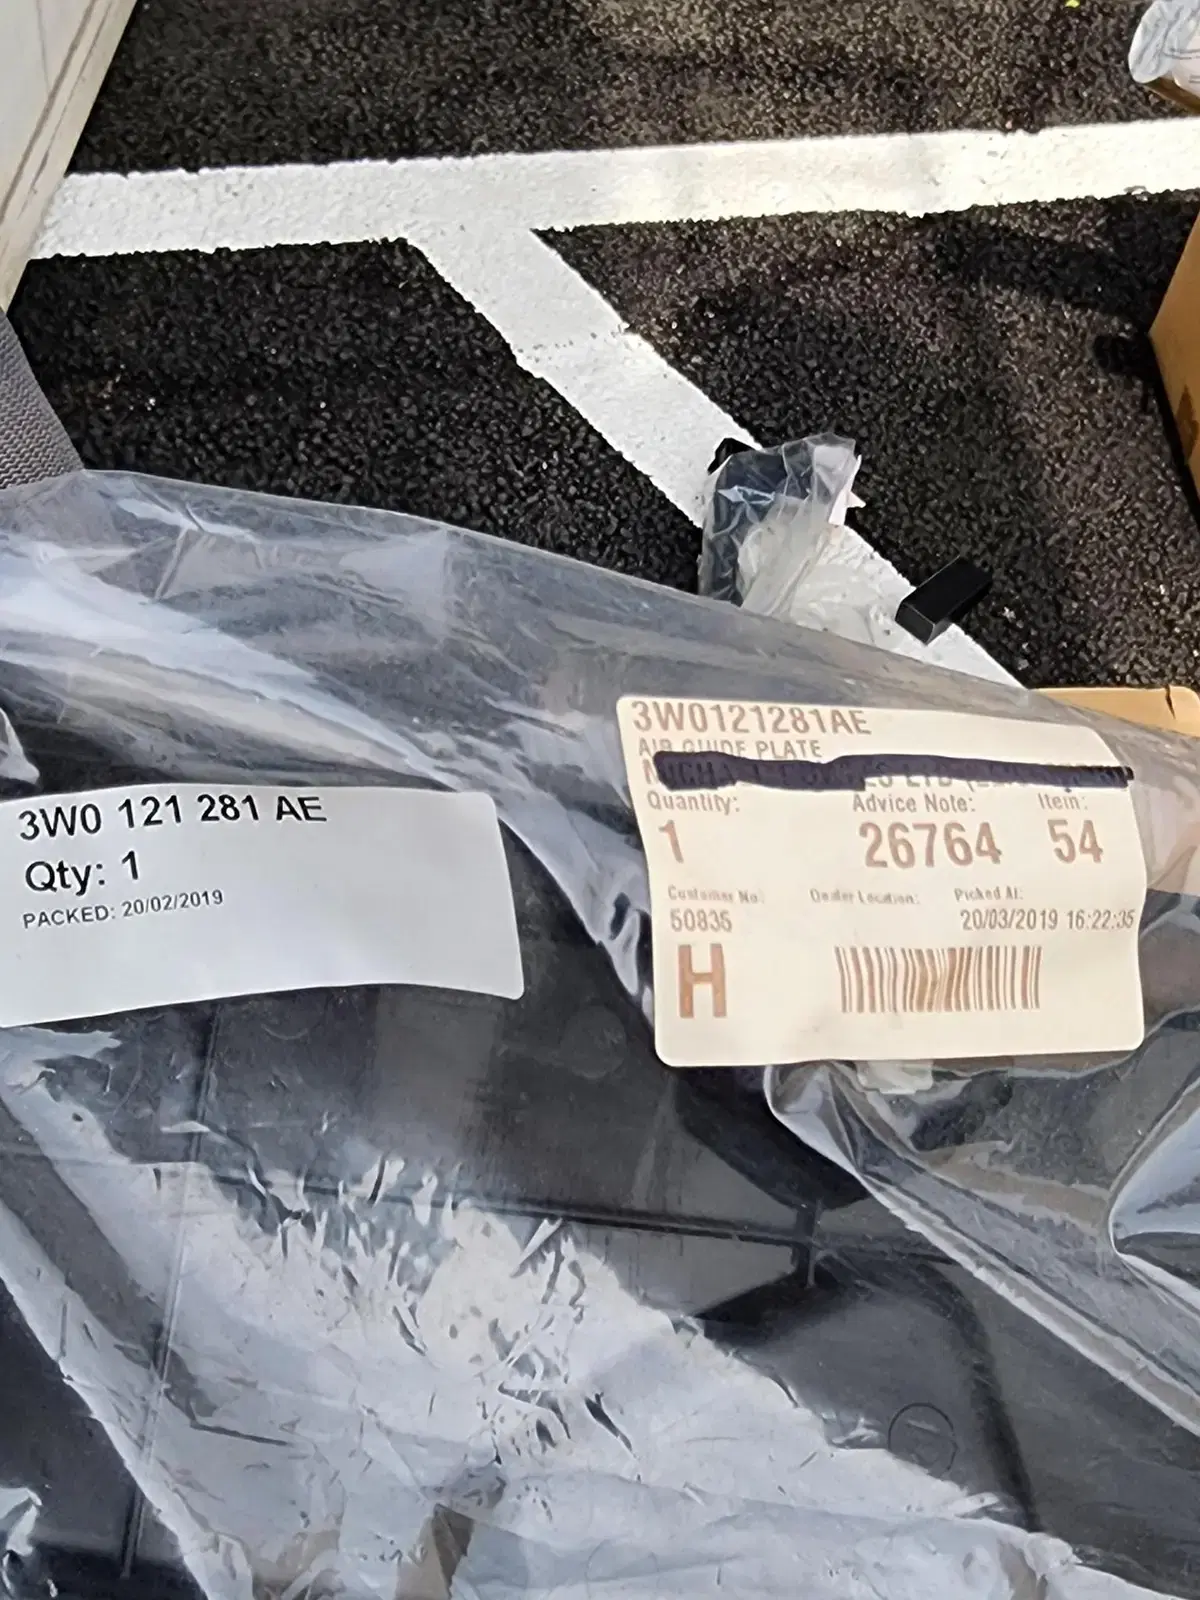 3W0 121 281 AE
Qty: 1
PACKED: 20/02/2019
3W0121281AE
AIR GUIDE PLATE
Quantity: Advice Note: Item:
1 26764 54
Customer No: Dealer Location: Picked At:
50835 20/03/2019 16:22:35
H